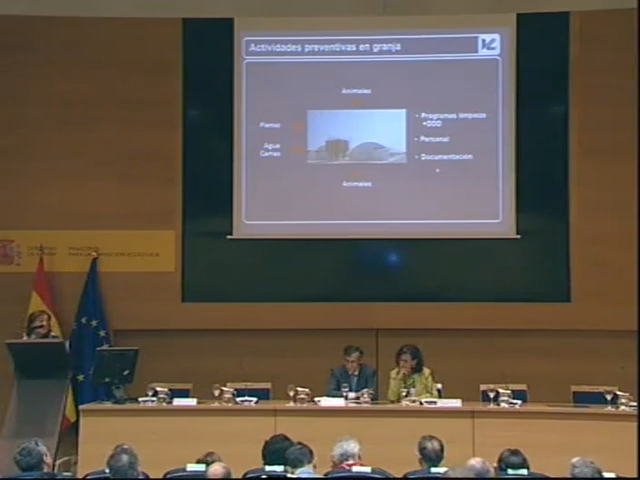 Actividades preventivas en granja
Animales
Pienso
Agua
Camas
- Programas limpieza
+DDD
- Personal
- Documentación
Animales